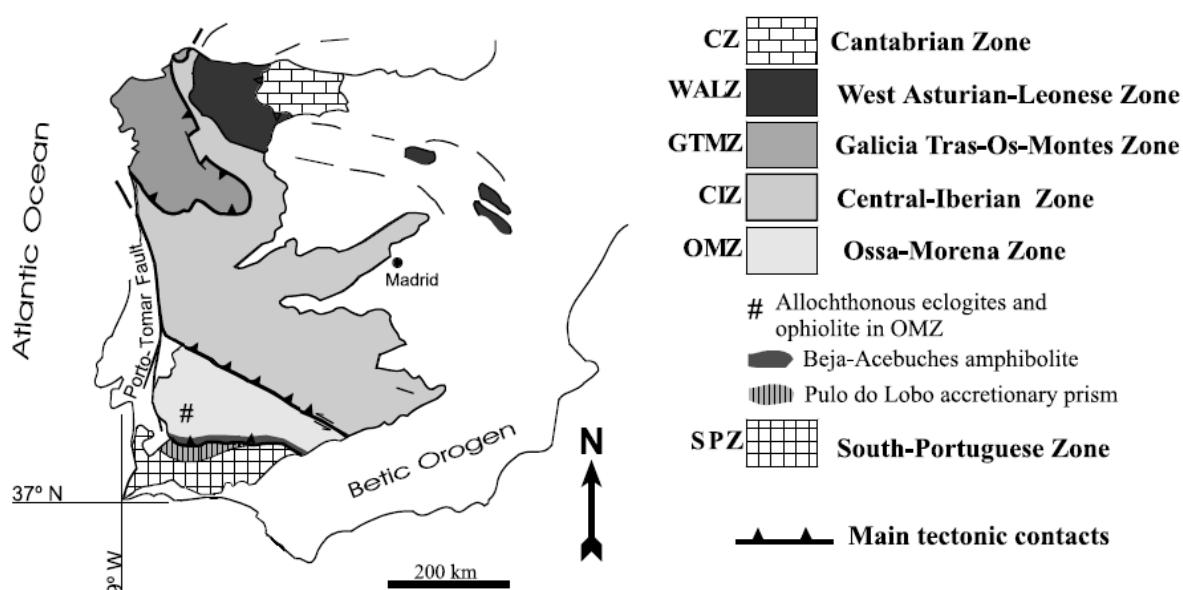 Atlantic Ocean
Porto-Tomar Fault
Madrid
#
Betic Orogen
N
37º N
9º W
200 km
CZ Cantabrian Zone
WALZ West Asturian-Leonese Zone
GTMZ Galicia Tras-Os-Montes Zone
CIZ Central-Iberian Zone
OMZ Ossa-Morena Zone
# Allochthonous eclogites and
ophiolite in OMZ
Beja-Acebuches amphibolite
Pulo do Lobo accretionary prism
SPZ South-Portuguese Zone
Main tectonic contacts